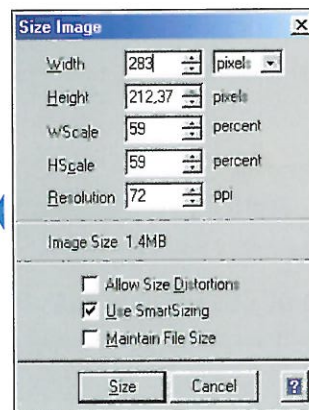 Size Image
Width 283 pixels
Height 212,37 pixels
WScale 59 percent
HScale 59 percent
Resolution 72 ppi
Image Size 1,4MB
Allow Size Distortions
Use SmartSizing
Maintain File Size
Size Cancel ?